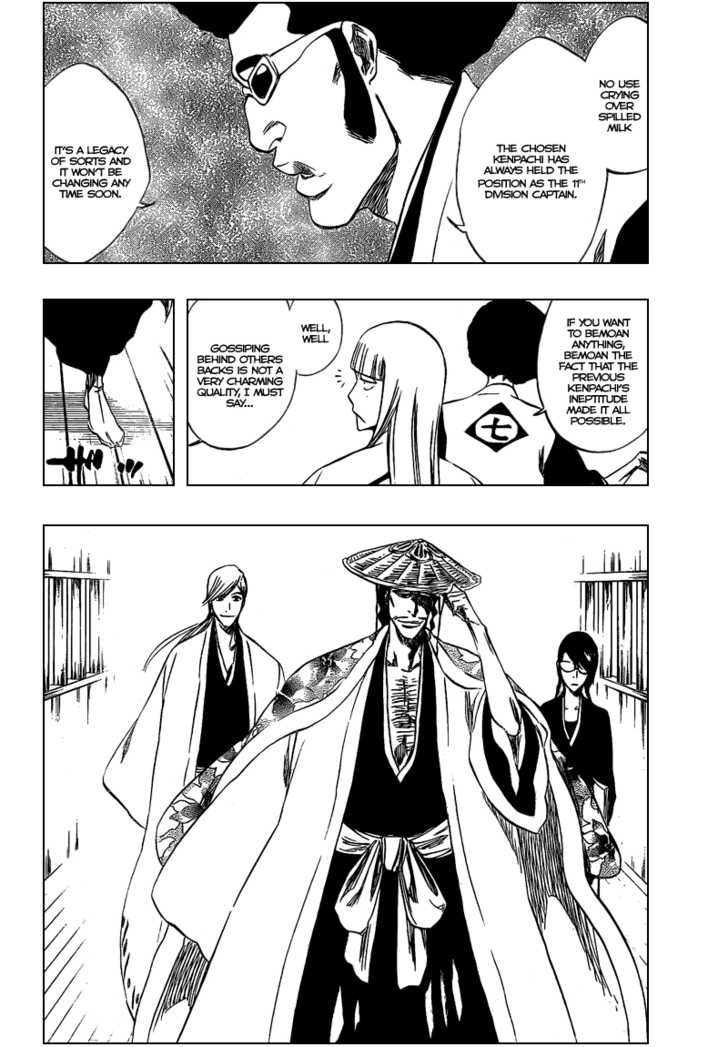 NO USE
CRYING
OVER
SPILLED
MILK
THE CHOSEN
KENPACHI HAS
ALWAYS HELD THE
POSITION AS THE 11TH
DIVISION CAPTAIN.
IT'S A LEGACY
OF SORTS AND
IT WON'T BE
CHANGING ANY
TIME SOON.
IF YOU WANT
TO BEMOAN
ANYTHING,
BEMOAN THE
FACT THAT THE
PREVIOUS
KENPACHI'S
INEPTITUDE
MADE IT ALL
POSSIBLE.
七
WELL,
WELL
GOSSIPING
BEHIND OTHERS
BACKS IS NOT A
VERY CHARMING
QUALITY, I MUST
SAY...